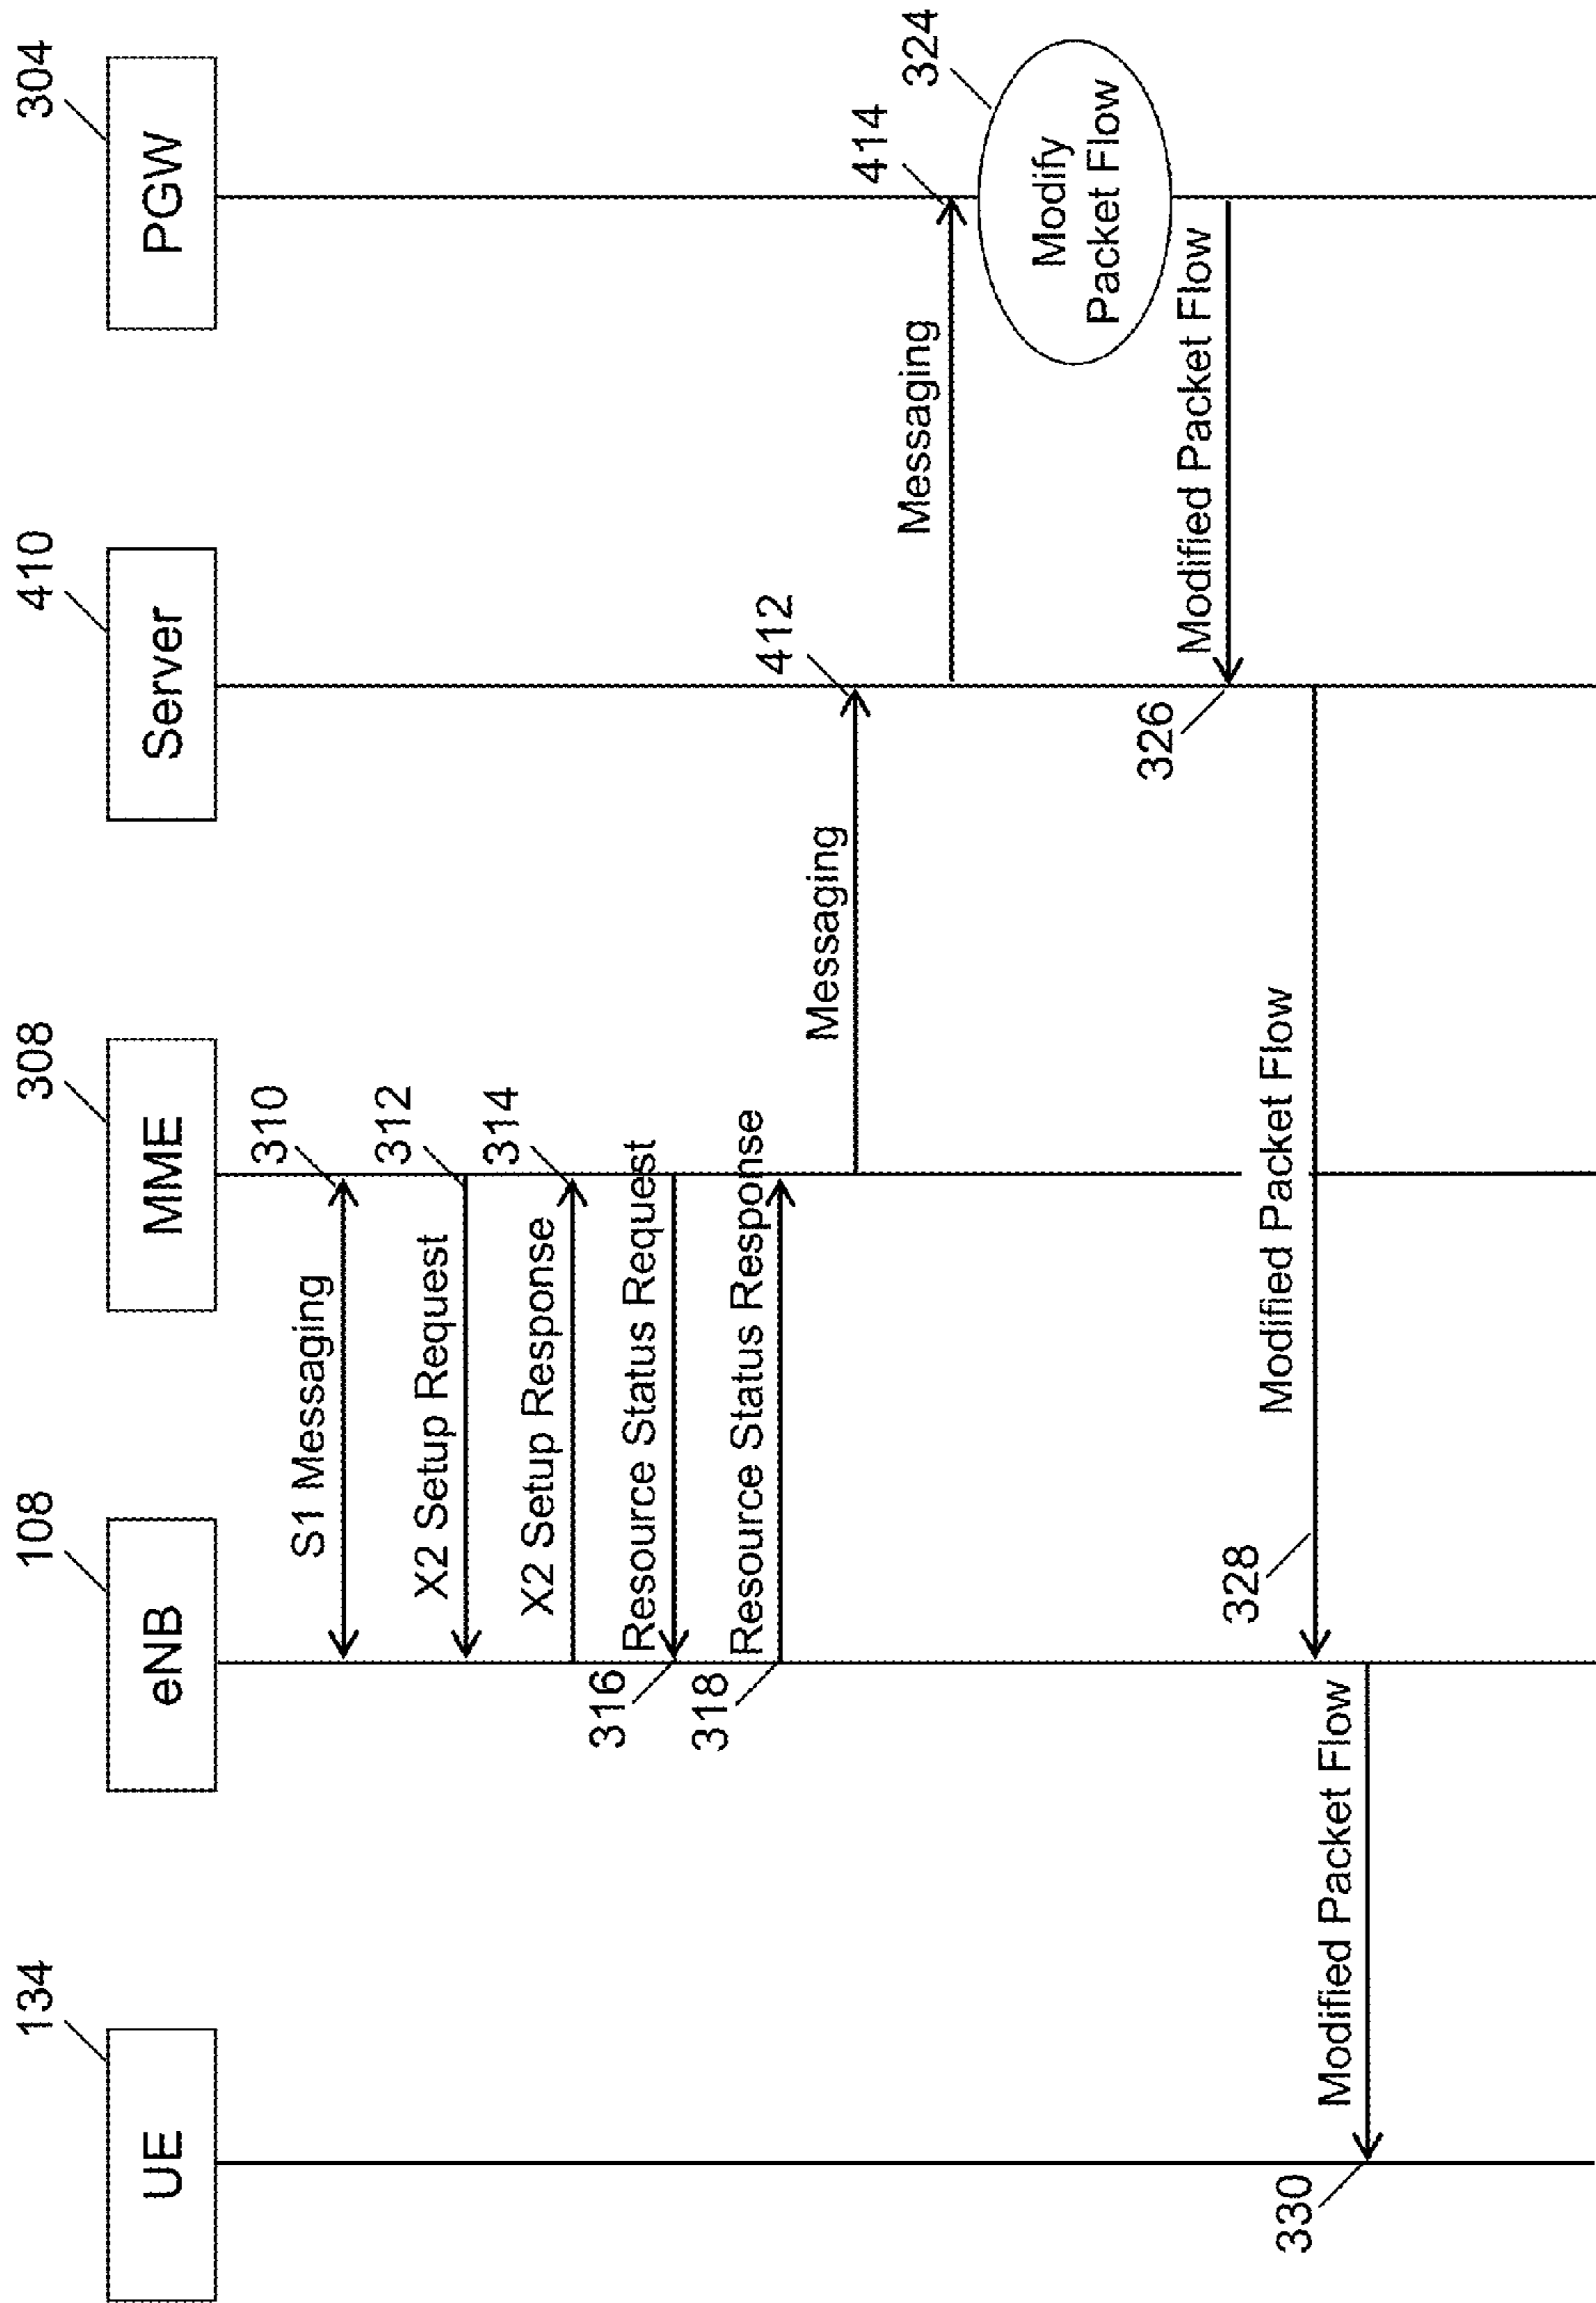 134
108
308
410
304
UE
eNB
MME
Server
PGW
310
S1 Messaging
312
X2 Setup Request
314
X2 Setup Response
316
Resource Status Request
318
Resource Status Response
412
Messaging
414
Messaging
324
Modify
Packet Flow
326
Modified Packet Flow
328
Modified Packet Flow
330
Modified Packet Flow